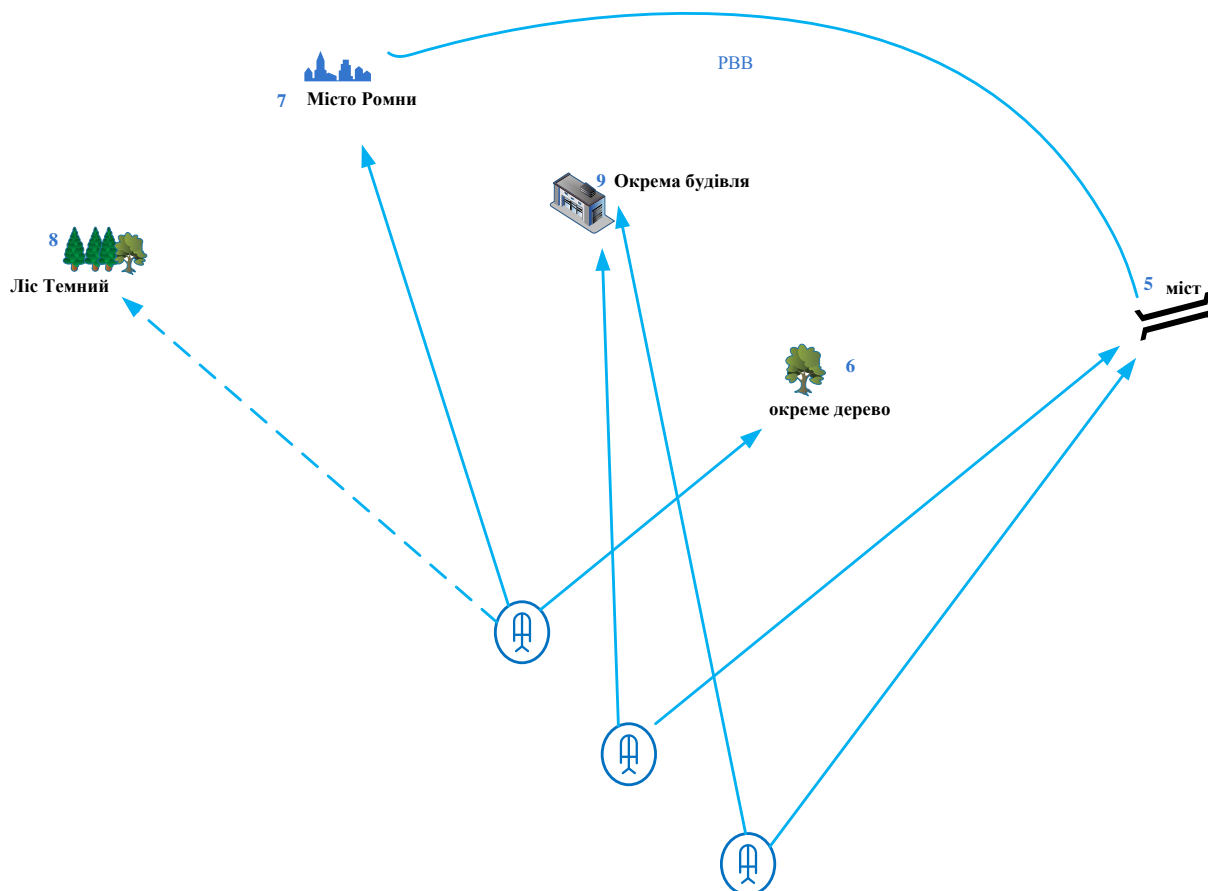 РВВ
7 Місто Ромни
9 Окрема будівля
8
Ліс Темний
5 міст
6
окреме дерево